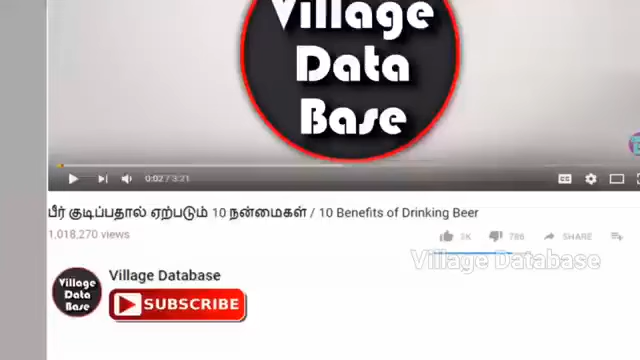 Village
Data
Base
0:02 / 3:21
பீர் குடிப்பதால் ஏற்படும் 10 நன்மைகள் / 10 Benefits of Drinking Beer
1,018,270 views
3K
786
SHARE
Village Database
Village
Data
Base
Village Database
SUBSCRIBE